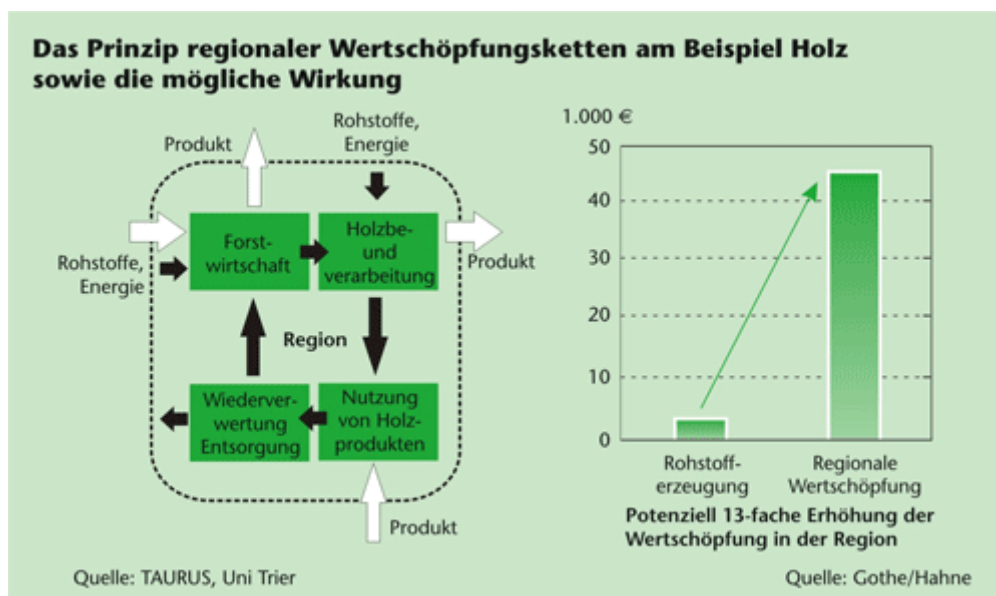 Das Prinzip regionaler Wertschöpfungsketten am Beispiel Holz
sowie die mögliche Wirkung
Produkt
Rohstoffe,
Energie
Forst-
wirtschaft
Holzbe-
und
verarbeitung
Rohstoffe,
Energie
Produkt
Region
Wiederver-
wertung
Entsorgung
Nutzung
von Holz-
produkten
Produkt
Quelle: TAURUS, Uni Trier
1.000 €
50
40
30
20
10
0
Rohstoff-
erzeugung
Regionale
Wertschöpfung
Potenziell 13-fache Erhöhung der
Wertschöpfung in der Region
Quelle: Gothe/Hahne